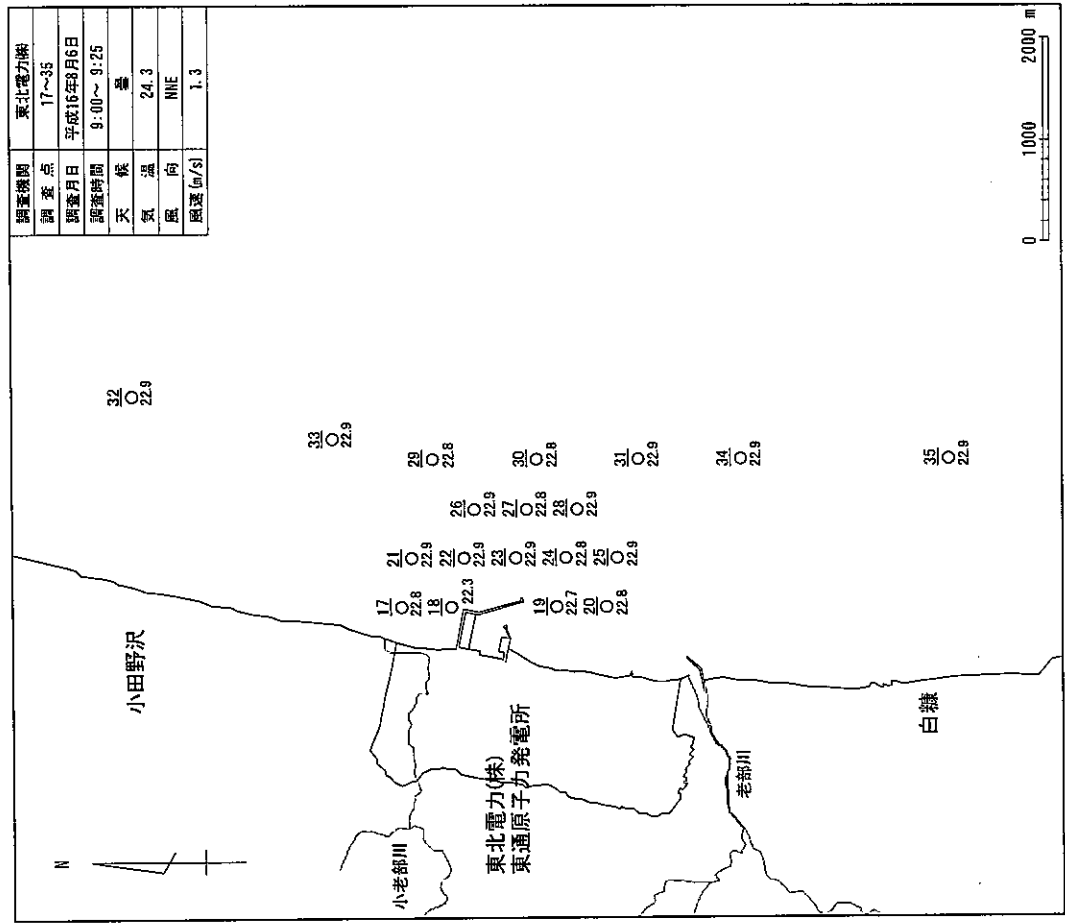 調査機関 東北電力㈱
調査点 17～35
調査月日 平成16年8月6日
調査時間 9:00～ 9:25
天候 曇
気温 24.3
風向 NNE
風速(m/s) 1.3
N
小田野沢
32
22.9
33
22.9
29
22.8
30
22.8
31
22.9
34
22.9
35
22.9
26
22.9
27
22.8
28
22.9
21
22.9
22
22.9
23
22.9
24
22.8
25
22.9
17
22.8
18
22.3
19
22.7
20
22.8
小老部川
東北電力(株)
東通原子力発電所
老部川
白糠
0 1000 2000 m